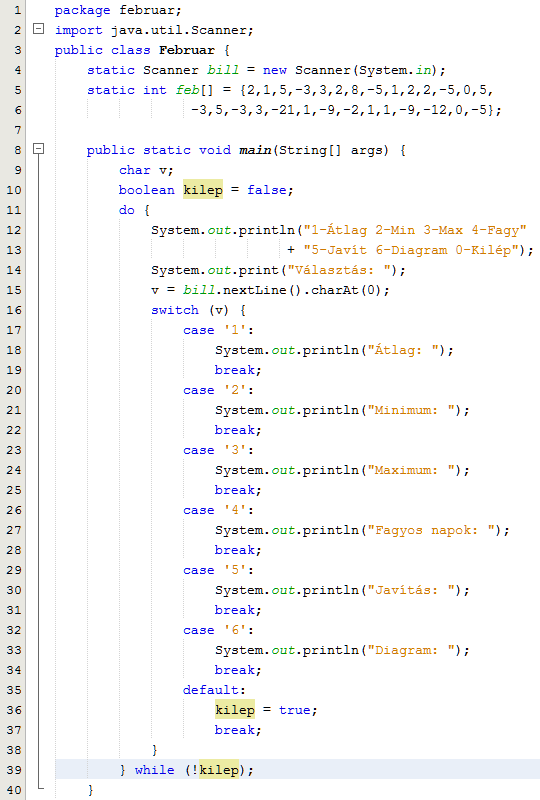 1 package februar;
2 import java.util.Scanner;
3 public class Februar {
4 static Scanner bill = new Scanner(System.in);
5 static int feb[] = {2,1,5,-3,3,2,8,-5,1,2,2,-5,0,5,
6 -3,5,-3,3,-21,1,-9,-2,1,1,-9,-12,0,-5};
7
8 public static void main(String[] args) {
9 char v;
10 boolean kilep = false;
11 do {
12 System.out.println("1-Átlag 2-Min 3-Max 4-Fagy"
13 + "5-Javít 6-Diagram 0-Kilép");
14 System.out.print("Választás: ");
15 v = bill.nextLine().charAt(0);
16 switch (v) {
17 case '1':
18 System.out.println("Átlag: ");
19 break;
20 case '2':
21 System.out.println("Minimum: ");
22 break;
23 case '3':
24 System.out.println("Maximum: ");
25 break;
26 case '4':
27 System.out.println("Fagyos napok: ");
28 break;
29 case '5':
30 System.out.println("Javítás: ");
31 break;
32 case '6':
33 System.out.println("Diagram: ");
34 break;
35 default:
36 kilep = true;
37 break;
38 }
39 } while (!kilep);
40 }